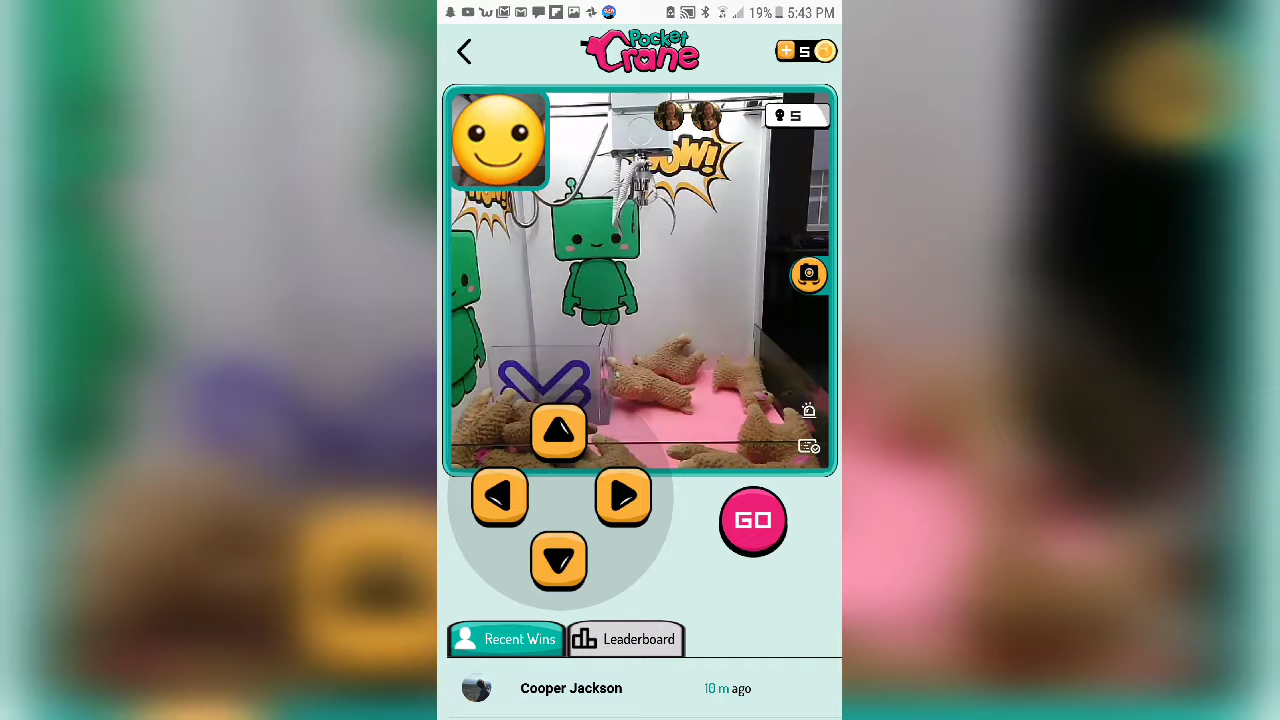 19% 5:43 PM
Pocket
Crane
5
5
WOW!
GO
Recent Wins
Leaderboard
Cooper Jackson
10 m ago